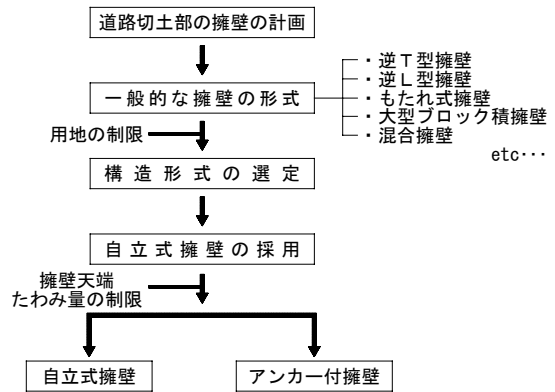 道路切土部の擁壁の計画
一般的な擁壁の形式
・逆T型擁壁
・逆L型擁壁
・もたれ式擁壁
・大型ブロック積擁壁
・混合擁壁
etc･･･
用地の制限
構造形式の選定
自立式擁壁の採用
擁壁天端
たわみ量の制限
自立式擁壁
アンカー付擁壁